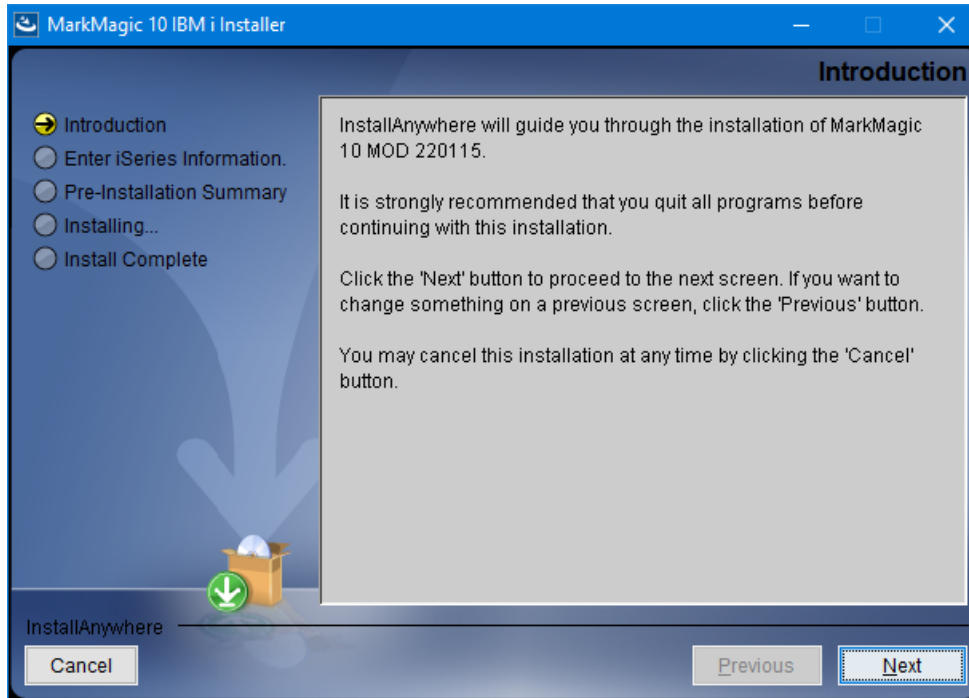 MarkMagic 10 IBM i Installer
Introduction
Introduction
Enter iSeries Information.
Pre-Installation Summary
Installing...
Install Complete
InstallAnywhere will guide you through the installation of MarkMagic
10 MOD 220115.
It is strongly recommended that you quit all programs before
continuing with this installation.
Click the 'Next' button to proceed to the next screen. If you want to
change something on a previous screen, click the 'Previous' button.
You may cancel this installation at any time by clicking the 'Cancel'
button.
InstallAnywhere
Cancel
Previous
Next